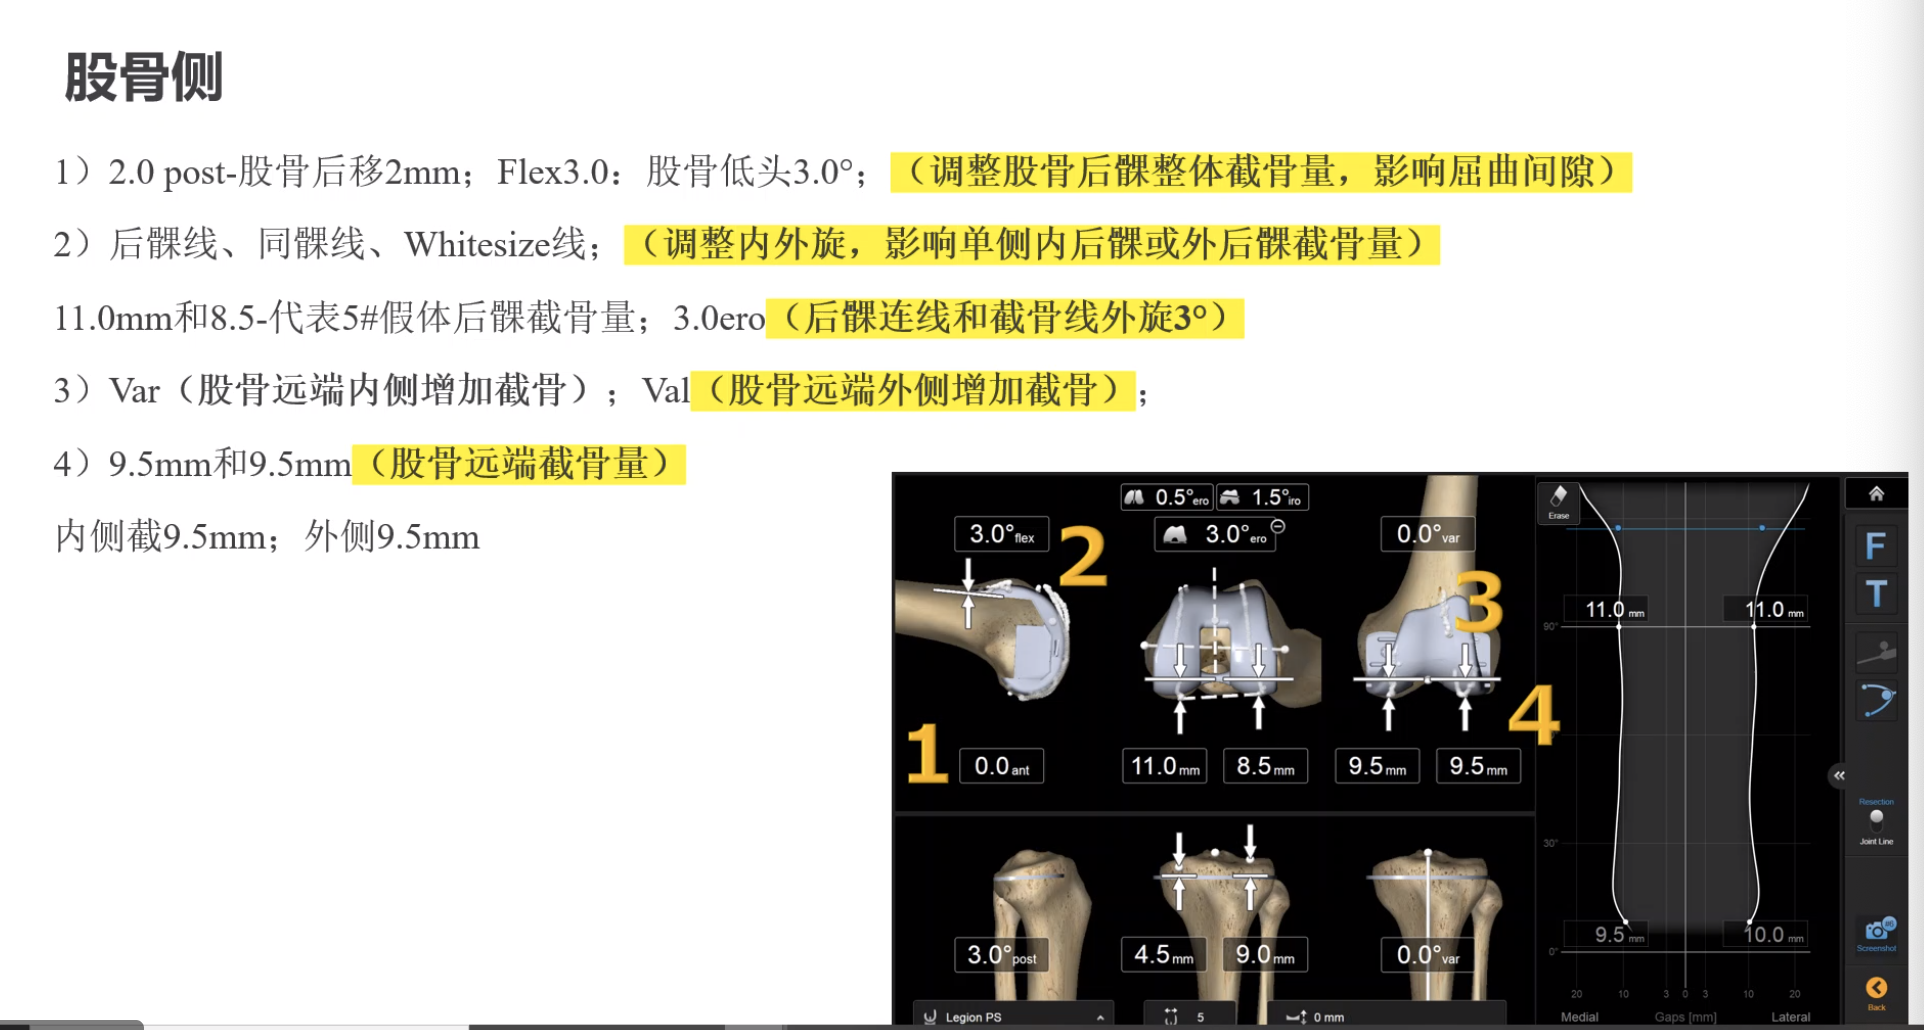 股骨侧
1）2.0 post-股骨后移2mm；Flex3.0：股骨低头3.0°；（调整股骨后髁整体截骨量，影响屈曲间隙）
2）后髁线、同髁线、Whitesize线；（调整内外旋，影响单侧内后髁或外后髁截骨量）
11.0mm和8.5-代表5#假体后髁截骨量；3.0ero（后髁连线和截骨线外旋3°）
3）Var（股骨远端内侧增加截骨）；Val（股骨远端外侧增加截骨）；
4）9.5mm和9.5mm（股骨远端截骨量）
内侧截9.5mm；外侧9.5mm
0.5°ero 1.5°iro
3.0°flex 2 3.0°ero 0.0°var
3
1 0.0 ant 11.0 mm 8.5 mm 9.5 mm 9.5 mm 4
3.0°post 4.5 mm 9.0 mm 0.0°var
Legion PS 5 0 mm
Erase
11.0 mm 11.0 mm
90°
30°
9.5 mm 10.0 mm
0°
20 10 3 0 3 10 20
Medial Gaps [mm] Lateral
F
T
«
Resection
Joint Line
Screenshot
Back